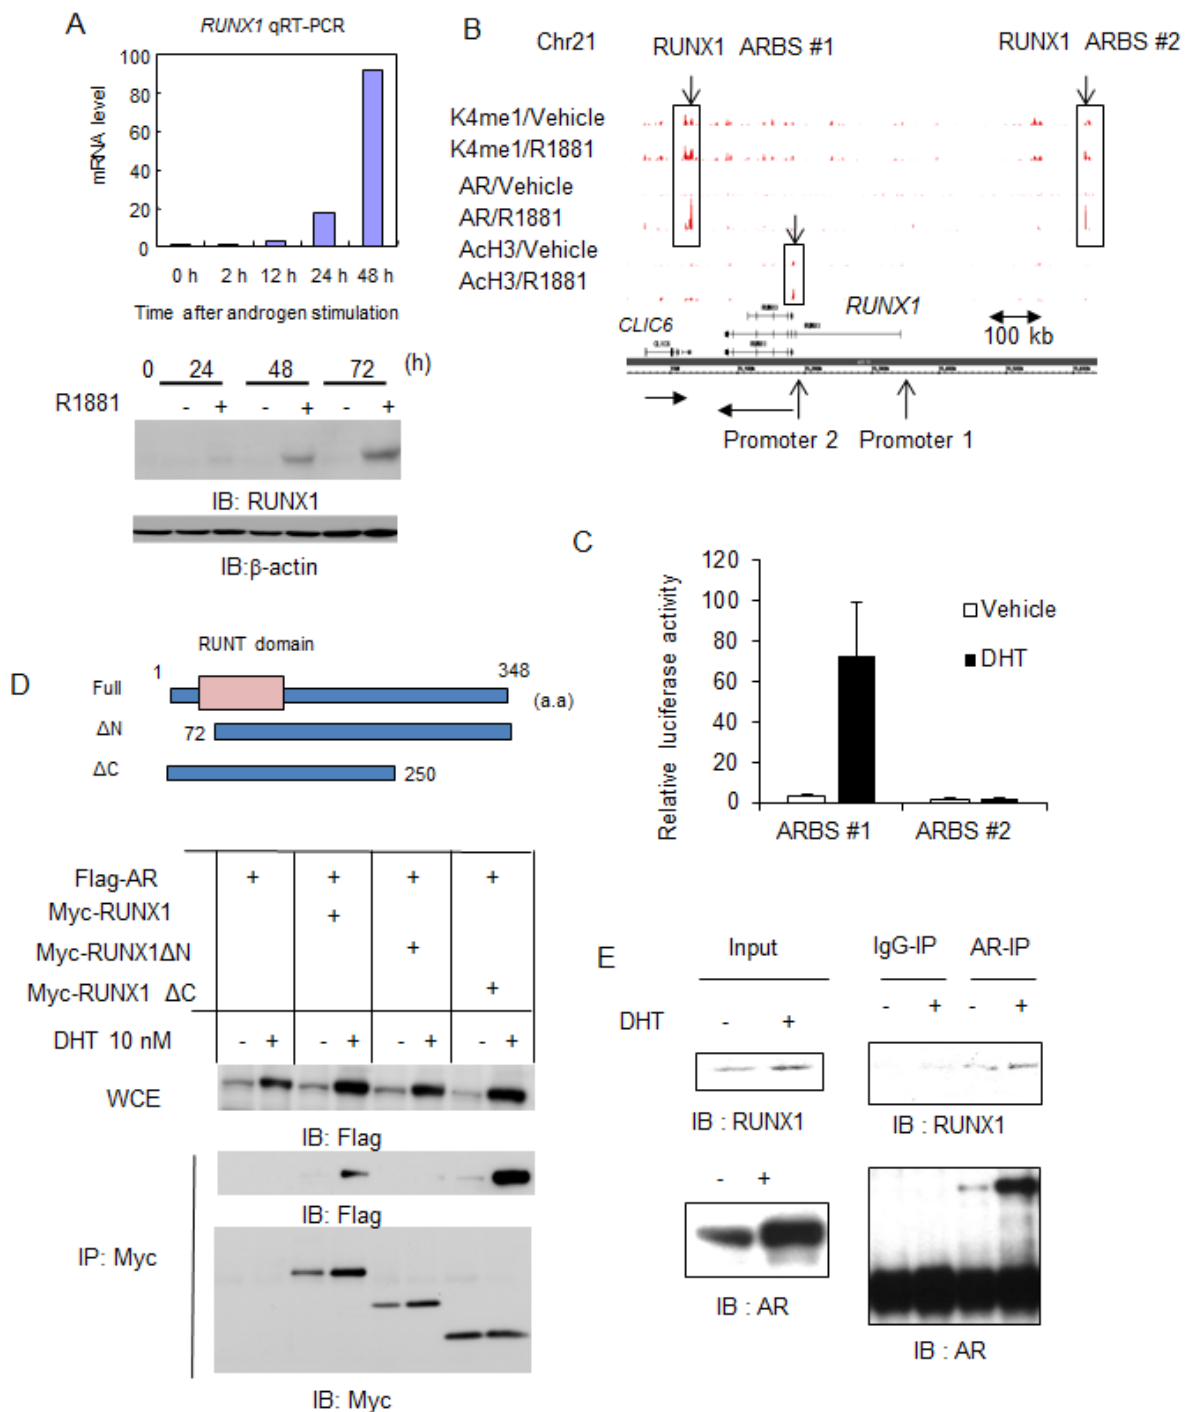 A
RUNX1 qRT-PCR
mRNA level
100
80
60
40
20
0
0 h 2 h 12 h 24 h 48 h
Time after androgen stimulation
0 24 48 72 (h)
R1881 - + - + - +
IB: RUNX1
IB:β-actin
B
Chr21
RUNX1 ARBS #1
RUNX1 ARBS #2
K4me1/Vehicle
K4me1/R1881
AR/Vehicle
AR/R1881
AcH3/Vehicle
AcH3/R1881
RUNX1
CLIC6
100 kb
Promoter 2
Promoter 1
C
Relative luciferase activity
120
100
80
60
40
20
0
Vehicle
DHT
ARBS #1 ARBS #2
D
RUNT domain
1 348
Full
(a.a)
ΔN
72
ΔC
250
Flag-AR + + + +
Myc-RUNX1 +
Myc-RUNX1ΔN +
Myc-RUNX1 ΔC +
DHT 10 nM - + - + - + - +
WCE
IB: Flag
IB: Flag
IP: Myc
IB: Myc
E
Input IgG-IP AR-IP
DHT - + - + - +
IB : RUNX1
IB : RUNX1
- +
IB : AR
IB : AR